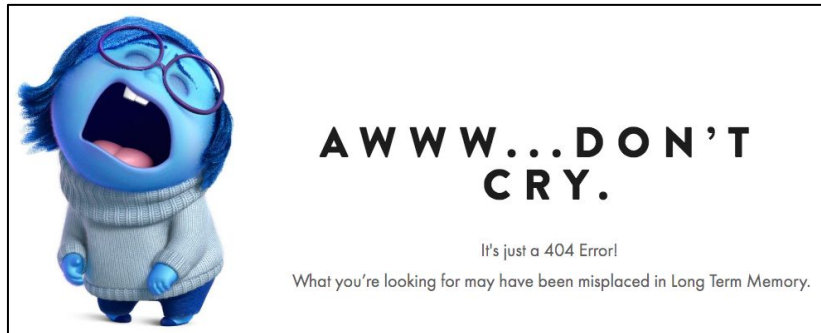 AWWW...DON’T
CRY.
It's just a 404 Error!
What you’re looking for may have been misplaced in Long Term Memory.